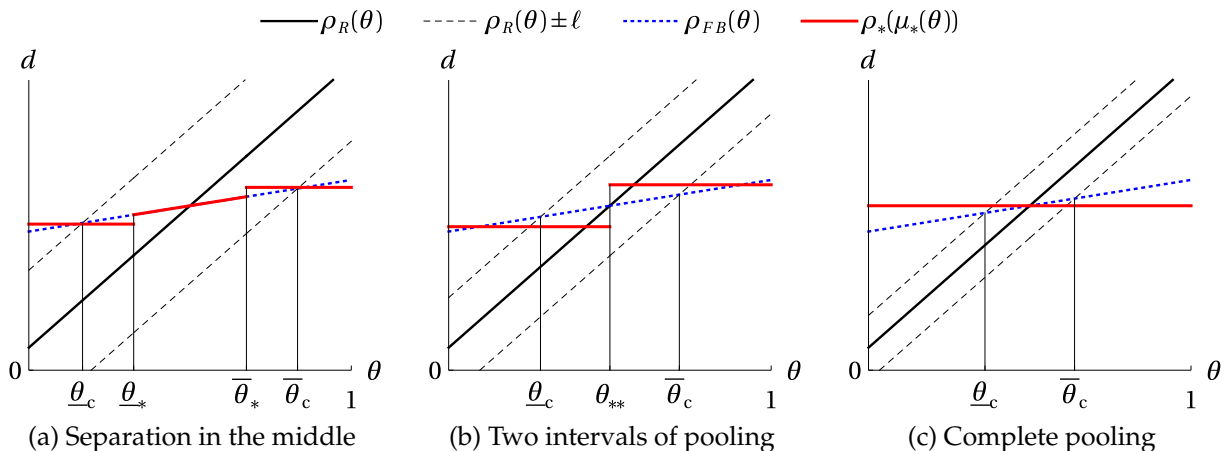 ρ_R(θ) ρ_R(θ)±ℓ ρ_FB(θ) ρ_*(μ_*(θ))
d d d
0 θ̲_c θ̲_* θ̅_* θ̅_c 1 θ
0 θ̲_c θ_** θ̅_c 1 θ
0 θ̲_c θ̅_c 1 θ
(a) Separation in the middle
(b) Two intervals of pooling
(c) Complete pooling